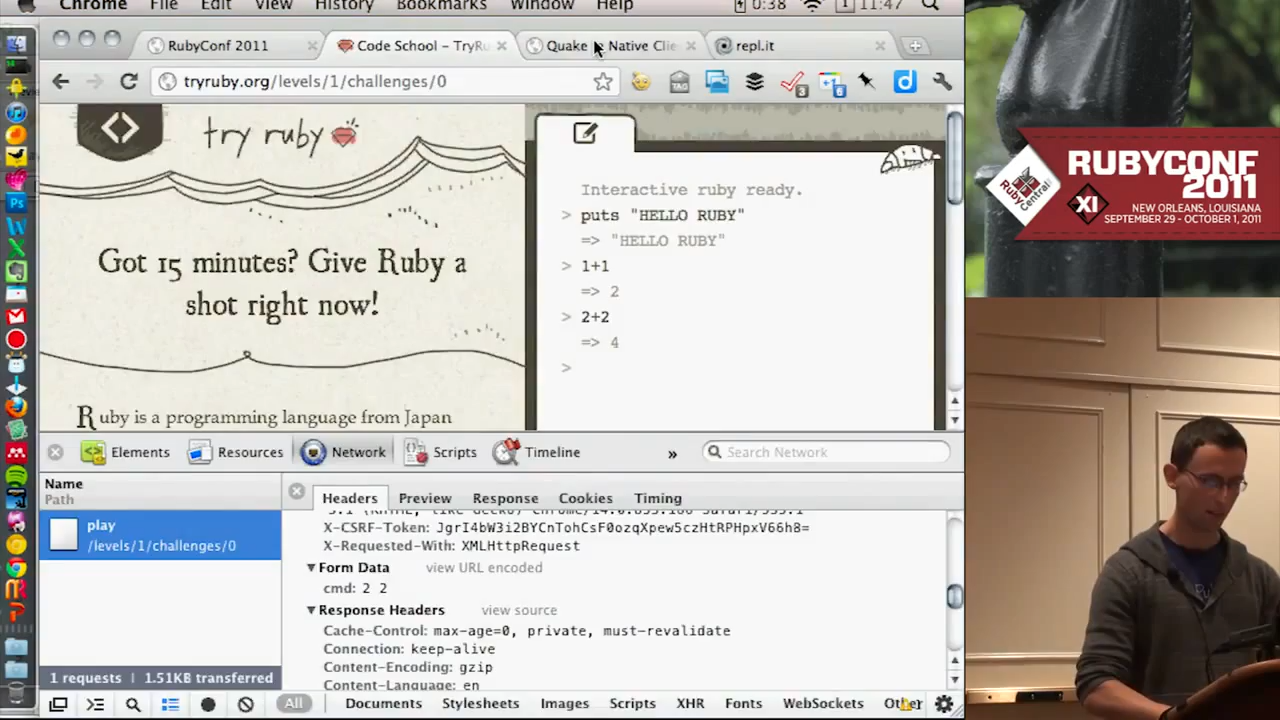 Chrome File Edit View History Bookmarks Window Help 0:38 1 11:47
RubyConf 2011
Code School – TryRu
Quake
Native Clie
repl.it
tryruby.org/levels/1/challenges/0
TAG
3
6
d
try ruby
Got 15 minutes? Give Ruby a
shot right now!
Ruby is a programming language from Japan
Interactive ruby ready.
> puts "HELLO RUBY"
=> "HELLO RUBY"
> 1+1
=> 2
> 2+2
=> 4
>
Elements Resources Network Scripts Timeline » Search Network
Name
Path
play
/levels/1/challenges/0
1 requests | 1.51KB transferred
Headers Preview Response Cookies Timing
X-CSRF-Token: JgrI4bW3i2BYCnTohCsF0ozqXpew5czHtRPHpxV66h8=
X-Requested-With: XMLHttpRequest
Form Data view URL encoded
cmd: 2 2
Response Headers view source
Cache-Control: max-age=0, private, must-revalidate
Connection: keep-alive
Content-Encoding: gzip
Content-Language: en
All Documents Stylesheets Images Scripts XHR Fonts WebSockets Other
RUBYCONF
2011
NEW ORLEANS, LOUISIANA
SEPTEMBER 29 - OCTOBER 1, 2011
RubyCentral
XI